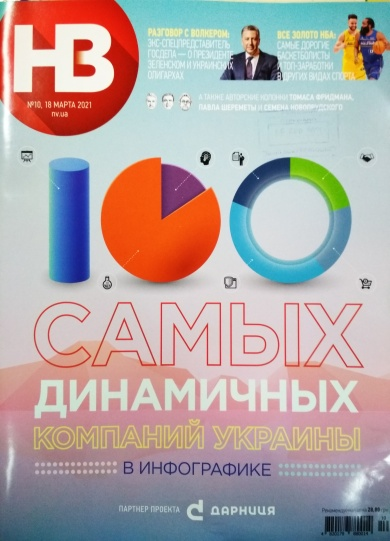 НВ
№10, 18 МАРТА 2021
nv.ua
РАЗГОВОР С ВОЛКЕРОМ:
ЭКС-СПЕЦПРЕДСТАВИТЕЛЬ
ГОСДЕПА — О ПРЕЗИДЕНТЕ
ЗЕЛЕНСКОМ И УКРАИНСКИХ
ОЛИГАРХАХ
ВСЕ ЗОЛОТО НБА:
САМЫЕ ДОРОГИЕ
БАСКЕТБОЛИСТЫ
И ТОП-ЗАРАБОТКИ
В ДРУГИХ ВИДАХ СПОРТА
А ТАКЖЕ АВТОРСКИЕ КОЛОНКИ ТОМАСА ФРИДМАНА,
ПАВЛА ШЕРЕМЕТЫ И СЕМЕНА НОВОПРУДСКОГО
100
САМЫХ
ДИНАМИЧНЫХ
КОМПАНИЙ УКРАИНЫ
В ИНФОГРАФИКЕ
ПАРТНЕР ПРОЕКТА ДАРНИЦЯ